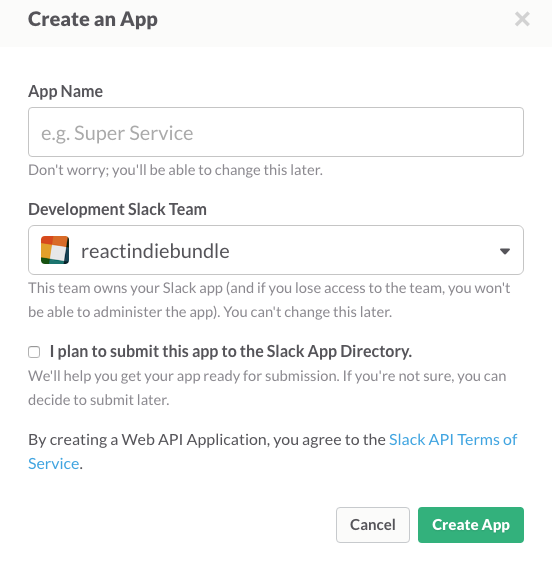 Create an App
App Name
e.g. Super Service
Don't worry; you'll be able to change this later.
Development Slack Team
reactindiebundle
This team owns your Slack app (and if you lose access to the team, you won't
be able to administer the app). You can't change this later.
I plan to submit this app to the Slack App Directory.
We'll help you get your app ready for submission. If you're not sure, you can
decide to submit later.
By creating a Web API Application, you agree to the Slack API Terms of
Service.
Cancel Create App